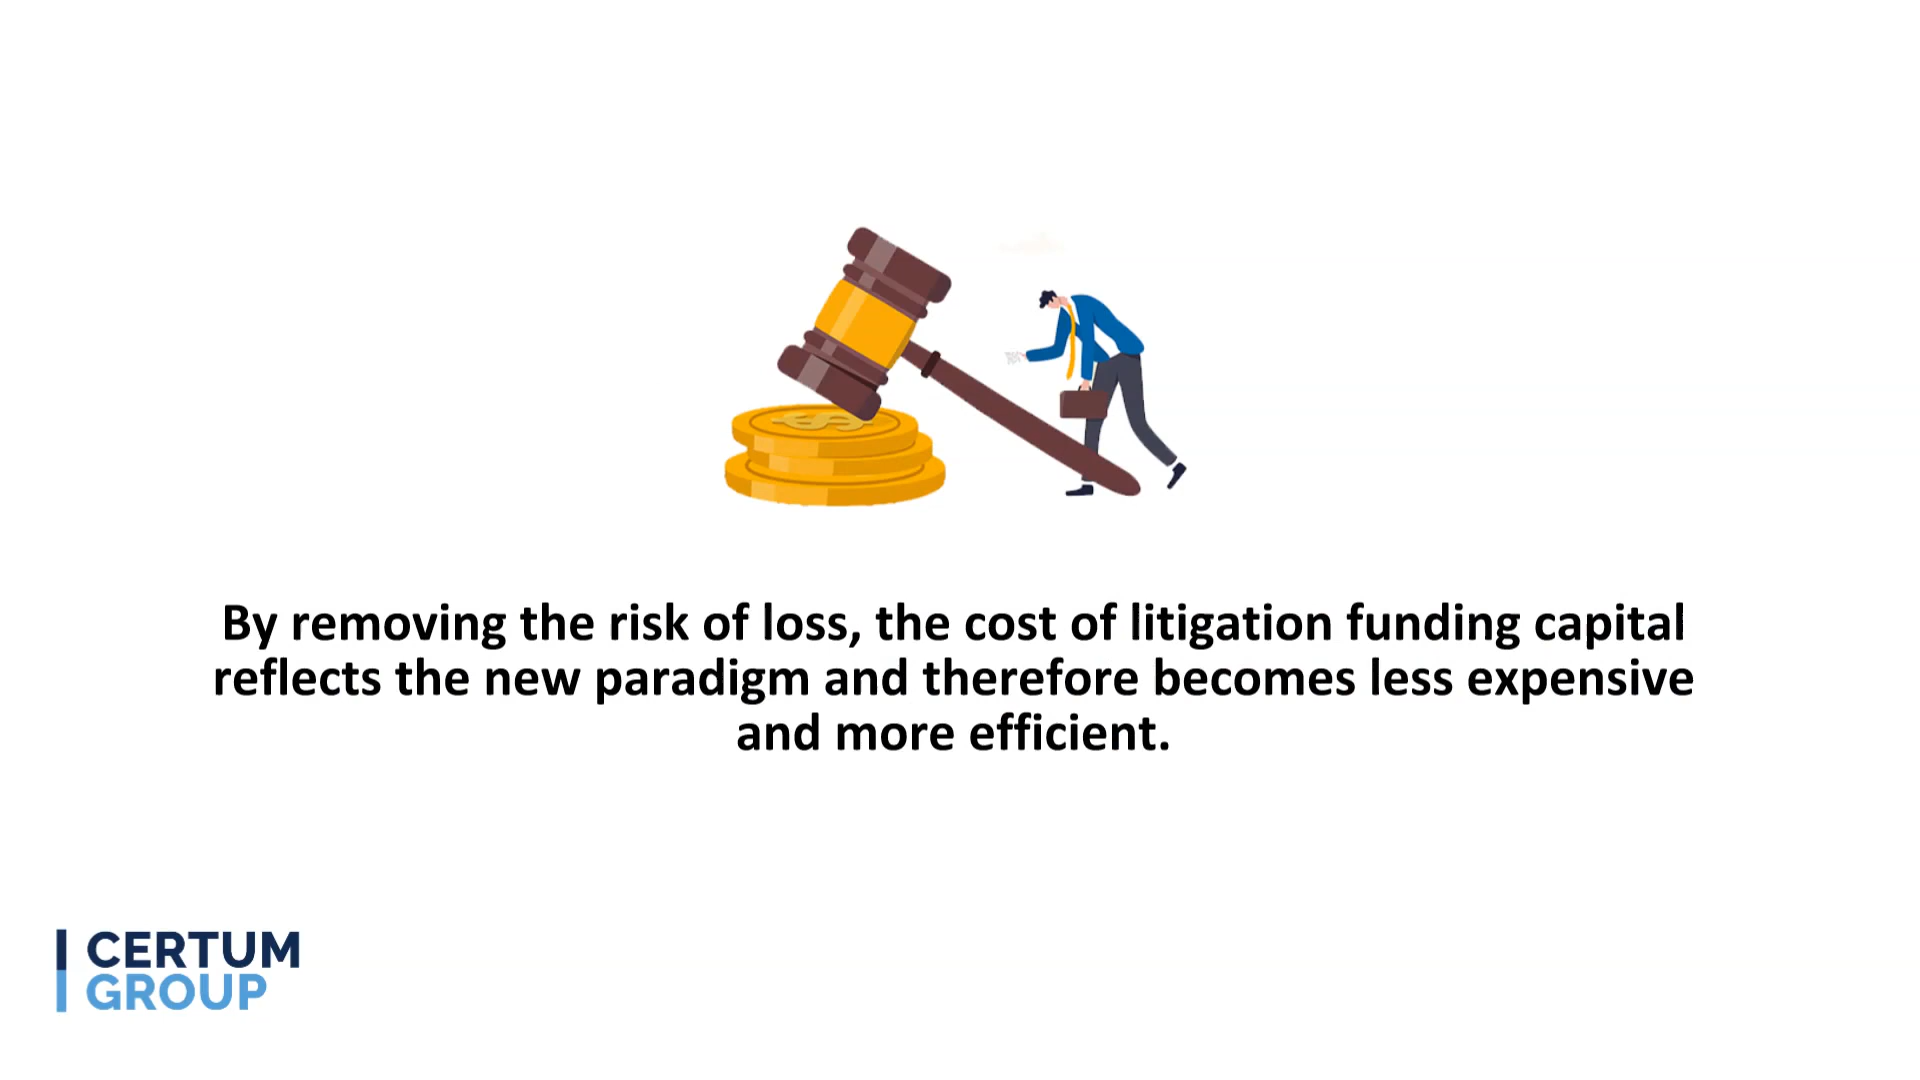 By removing the risk of loss, the cost of litigation funding capital
reflects the new paradigm and therefore becomes less expensive
and more efficient.
CERTUM
GROUP